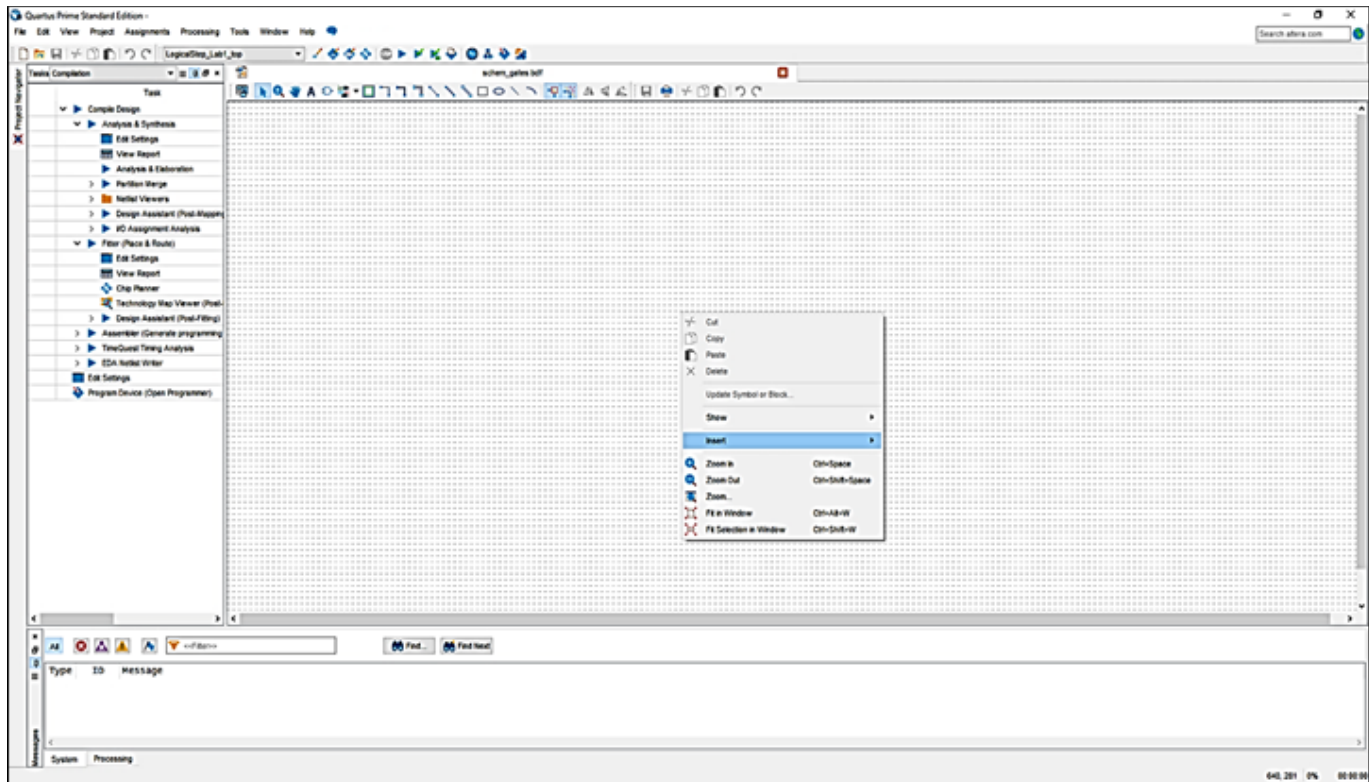 Quartus Prime Standard Edition -
File Edit View Project Assignments Processing Tools Window Help
Search altera.com
LogicalStep_Lab1_top
Project Navigator
Tasks Compilation
schem_gates.bdf
Task
Compile Design
Analysis & Synthesis
Edit Settings
View Report
Analysis & Elaboration
Partition Merge
Netlist Viewers
Design Assistant (Post-Mapping
I/O Assignment Analysis
Fitter (Place & Route)
Edit Settings
View Report
Chip Planner
Technology Map Viewer (Post-
Design Assistant (Post-Fitting)
Assembler (Generate programming
TimeQuest Timing Analysis
EDA Netlist Writer
Edit Settings
Program Device (Open Programmer)
Cut
Copy
Paste
Delete
Update Symbol or Block...
Show
Insert
Zoom In Ctrl+Space
Zoom Out Ctrl+Shift+Space
Zoom...
Fit in Window Ctrl+Alt+W
Fit Selection in Window Ctrl+Shift+W
All <<Filter>> Find... Find Next
Type ID Message
Messages
System Processing
640, 281 0% 00:00:00